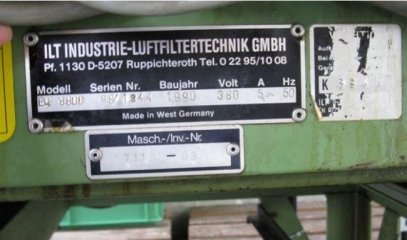 ILT INDUSTRIE-LUFTFILTERTECHNIK GMBH
Pf. 1130 D-5207 Ruppichteroth Tel. 0 22 95/10 08
Modell Serien Nr. Baujahr Volt A Hz
1990 380 50
Made in West Germany
Masch.-/Inv.-Nr.
K